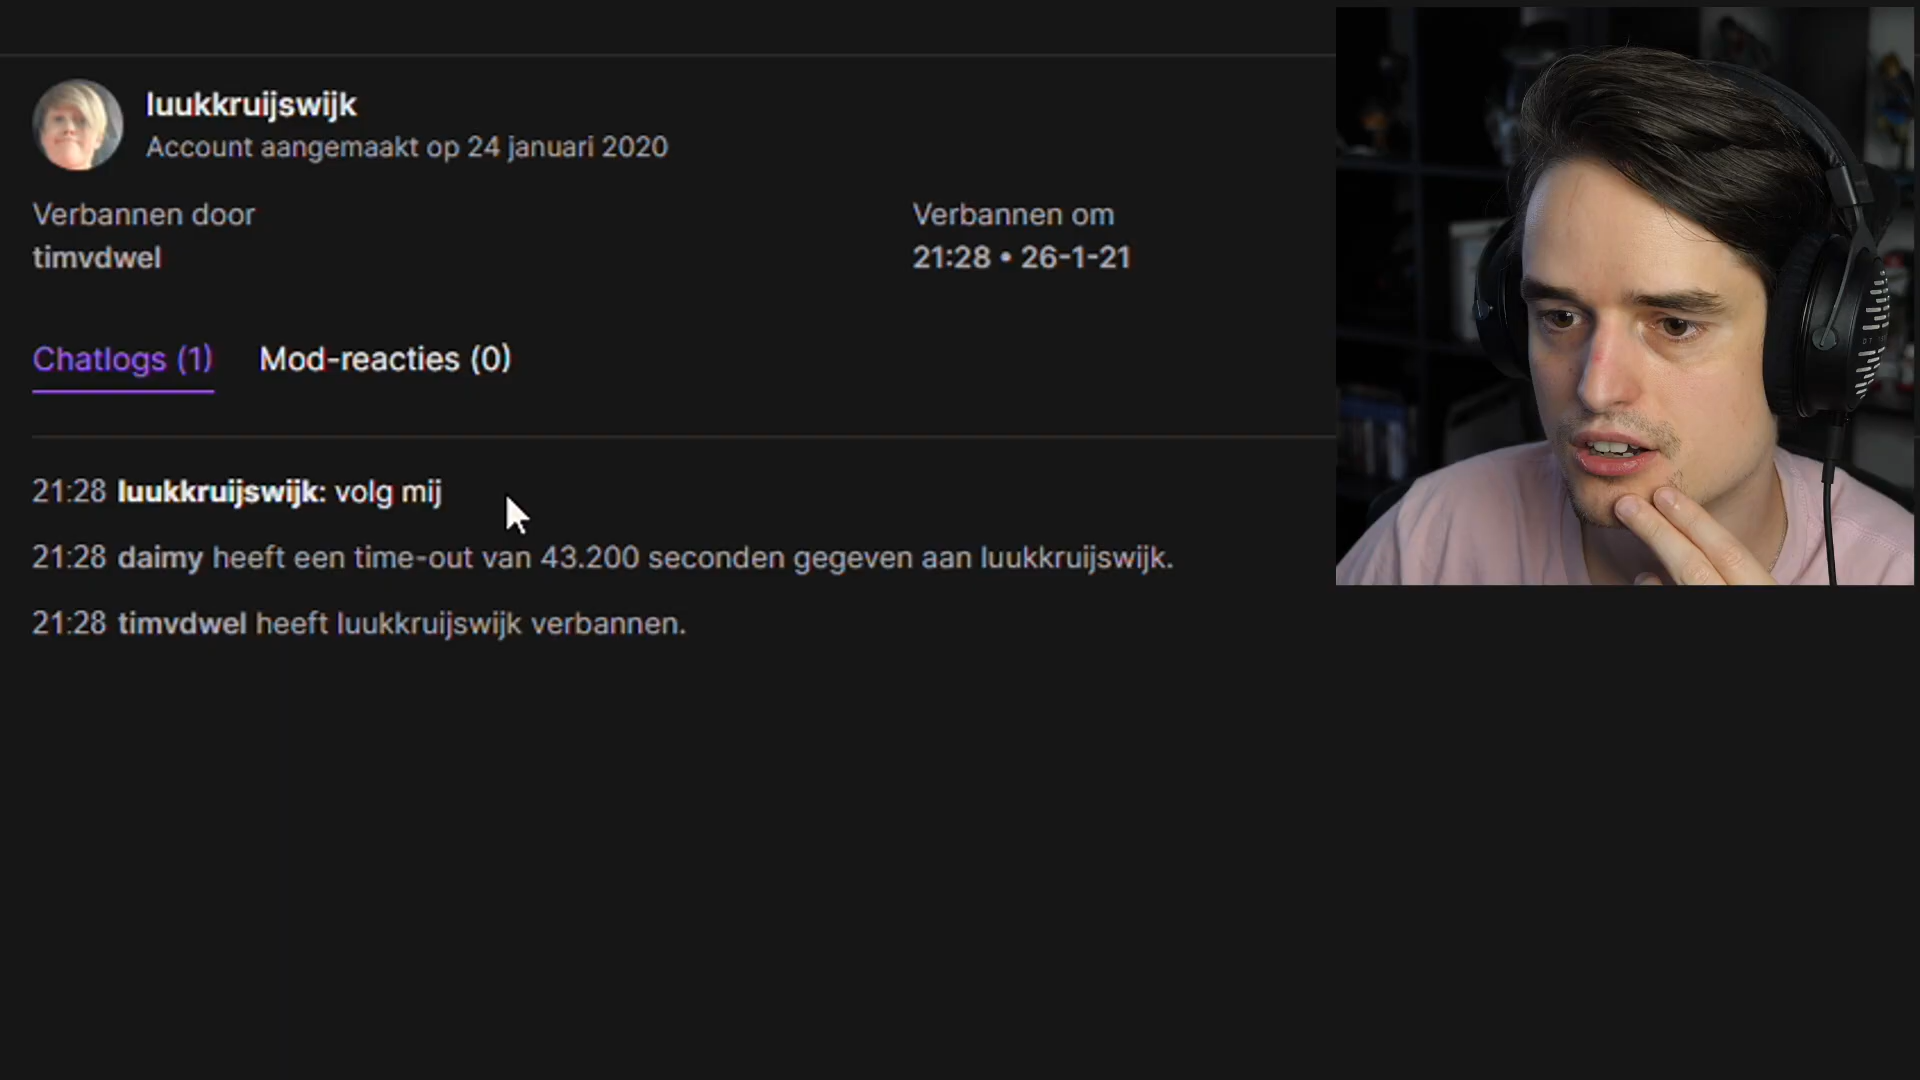 luukkruijswijk
Account aangemaakt op 24 januari 2020
Verbannen door
timvdwel
Verbannen om
21:28 • 26-1-21
Chatlogs (1)
Mod-reacties (0)
21:28 luukkruijswijk: volg mij
21:28 daimy heeft een time-out van 43.200 seconden gegeven aan luukkruijswijk.
21:28 timvdwel heeft luukkruijswijk verbannen.